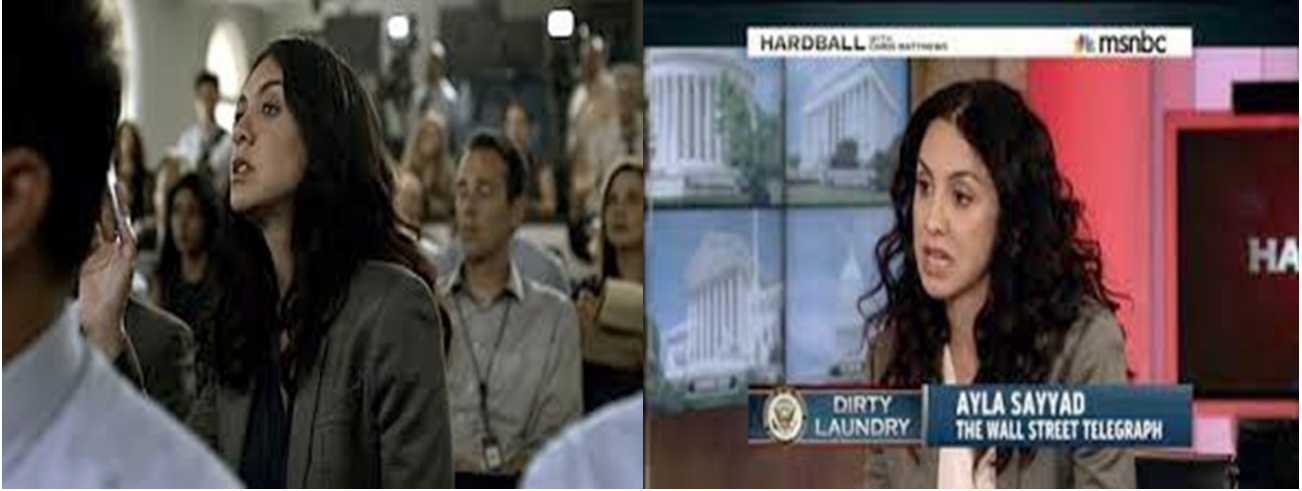 HARDBALL WITH CHRIS MATTHEWS
msnbc
HA
DIRTY
LAUNDRY
AYLA SAYYAD
THE WALL STREET TELEGRAPH